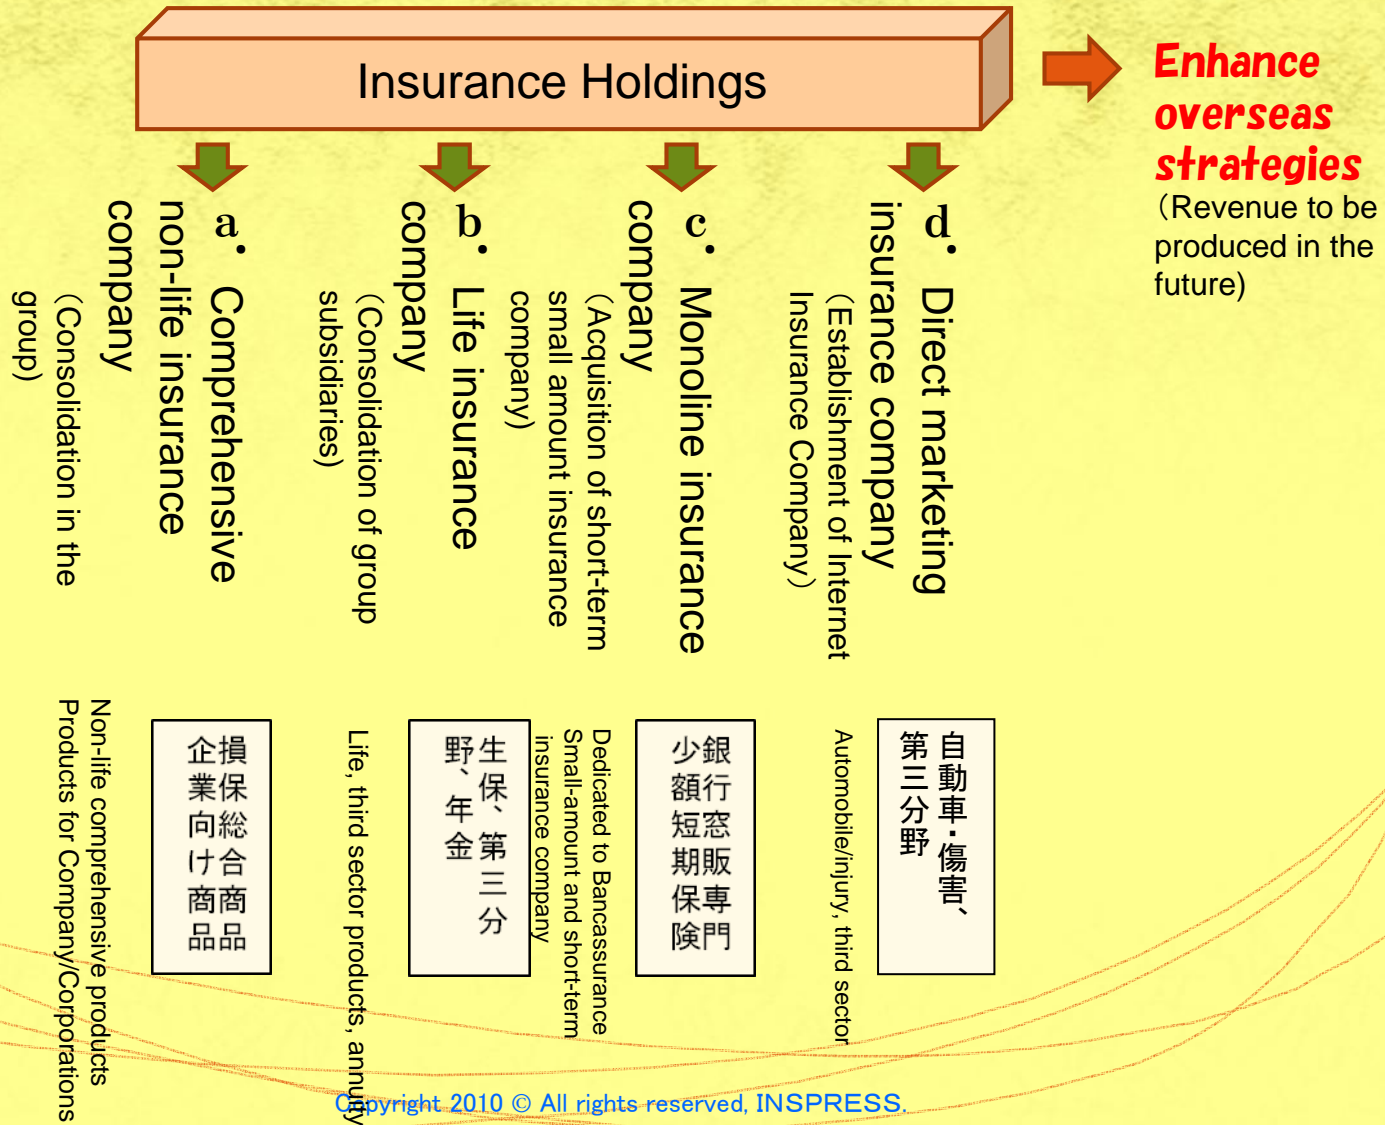 Insurance Holdings
Enhance
overseas
strategies
（Revenue to be
produced in the
future)
a. Comprehensive
non-life insurance
company
（Consolidation in the
group)
b. Life insurance
company
（Consolidation of group
subsidiaries)
c. Monoline insurance
company
（Acquisition of short-term
small amount insurance
company)
d. Direct marketing
insurance company
（Establishment of Internet
Insurance Company）
損保総合商品
企業向け商品
Non-life comprehensive products
Products for Company/Corporations
生保、第三分
野、年金
Life, third sector products, annuity
銀行窓販専門
少額短期保険
Dedicated to Bancassurance
Small-amount and short-term
insurance company
自動車・傷害、
第三分野
Automobile/injury, third sector
Copyright 2010 © All rights reserved, INSPRESS.